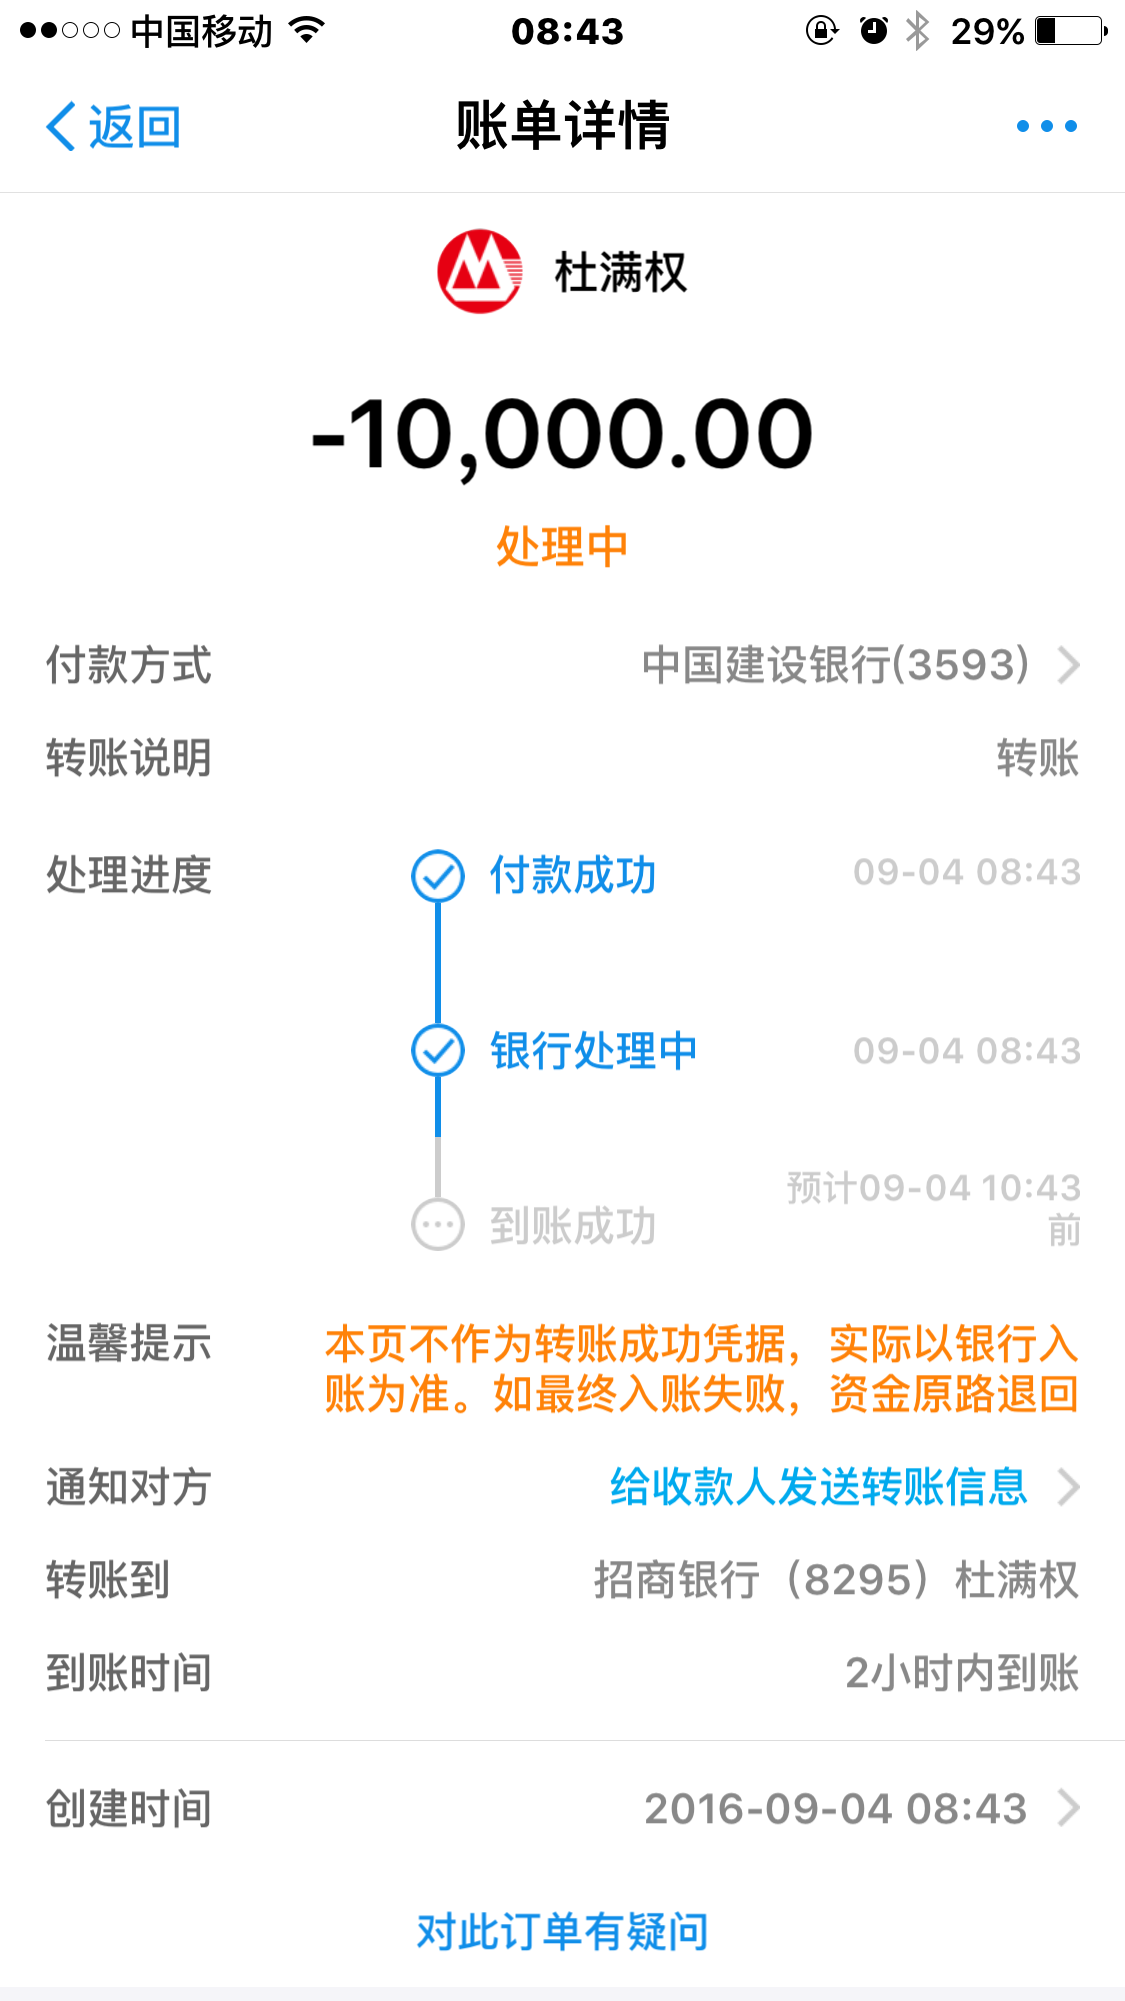 中国移动 08:43 29%
返回 账单详情
杜满权
-10,000.00
处理中
付款方式 中国建设银行(3593)
转账说明 转账
处理进度 付款成功 09-04 08:43
银行处理中 09-04 08:43
预计09-04 10:43
到账成功 前
温馨提示 本页不作为转账成功凭据，实际以银行入
账为准。如最终入账失败，资金原路退回
通知对方 给收款人发送转账信息
转账到 招商银行（8295）杜满权
到账时间 2小时内到账
创建时间 2016-09-04 08:43
对此订单有疑问